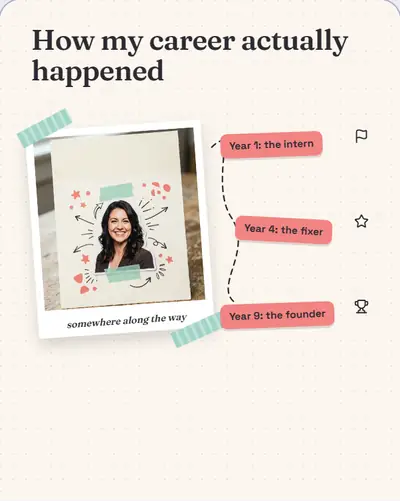 How my career actually
happened
Year 1: the intern
Year 4: the fixer
Year 9: the founder
somewhere along the way